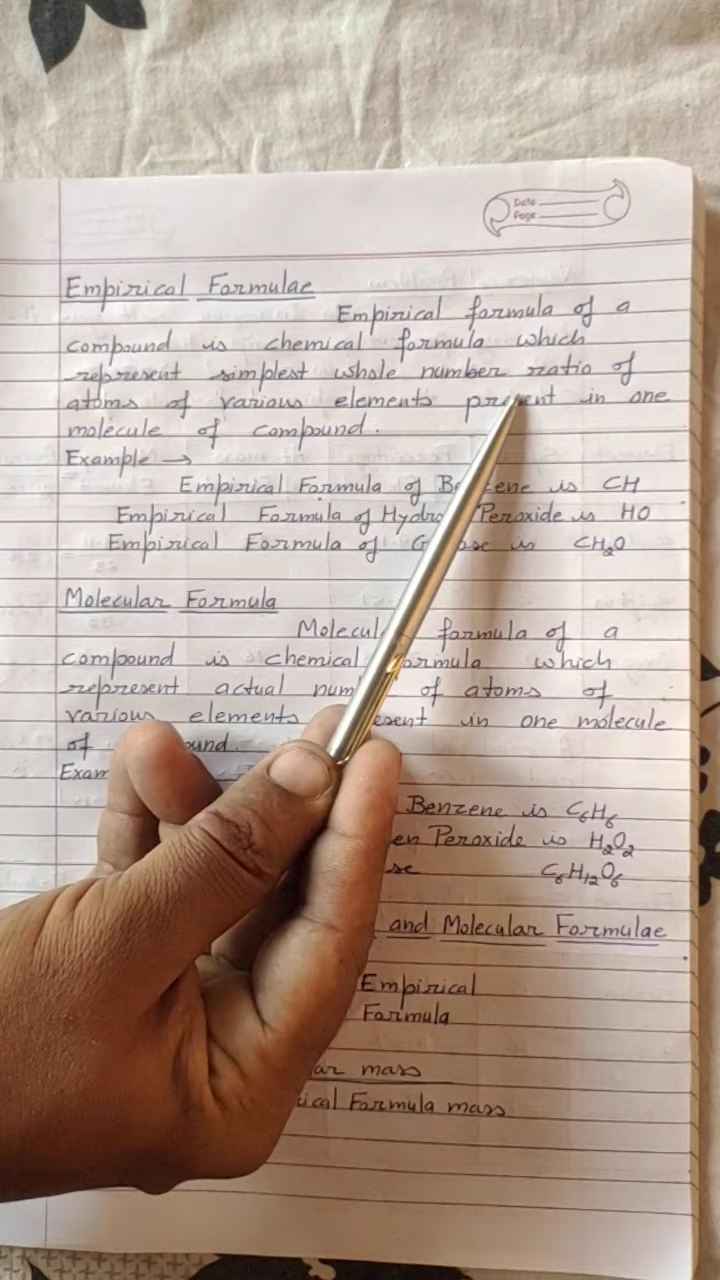 Date
Page
Empirical Formulae
Empirical formula of a
compound is chemical formula which
represent simplest whole number ratio of
atoms of various elements present in one
molecule of compound.
Example →
Empirical Formula of Benzene is CH
Empirical Formula of Hydro Peroxide is HO
Empirical Formula of G ose is CH₂O
Molecular Formula
Molecul formula of a
compound is chemical formula which
represent actual num of atoms of
various elements esent in one molecule
of ound.
Exam
Benzene is C₆H₆
en Peroxide is H₂O₂
se C₆H₁₂O₆
and Molecular Formulae
Empirical
Formula
ar mass
ical Formula mass